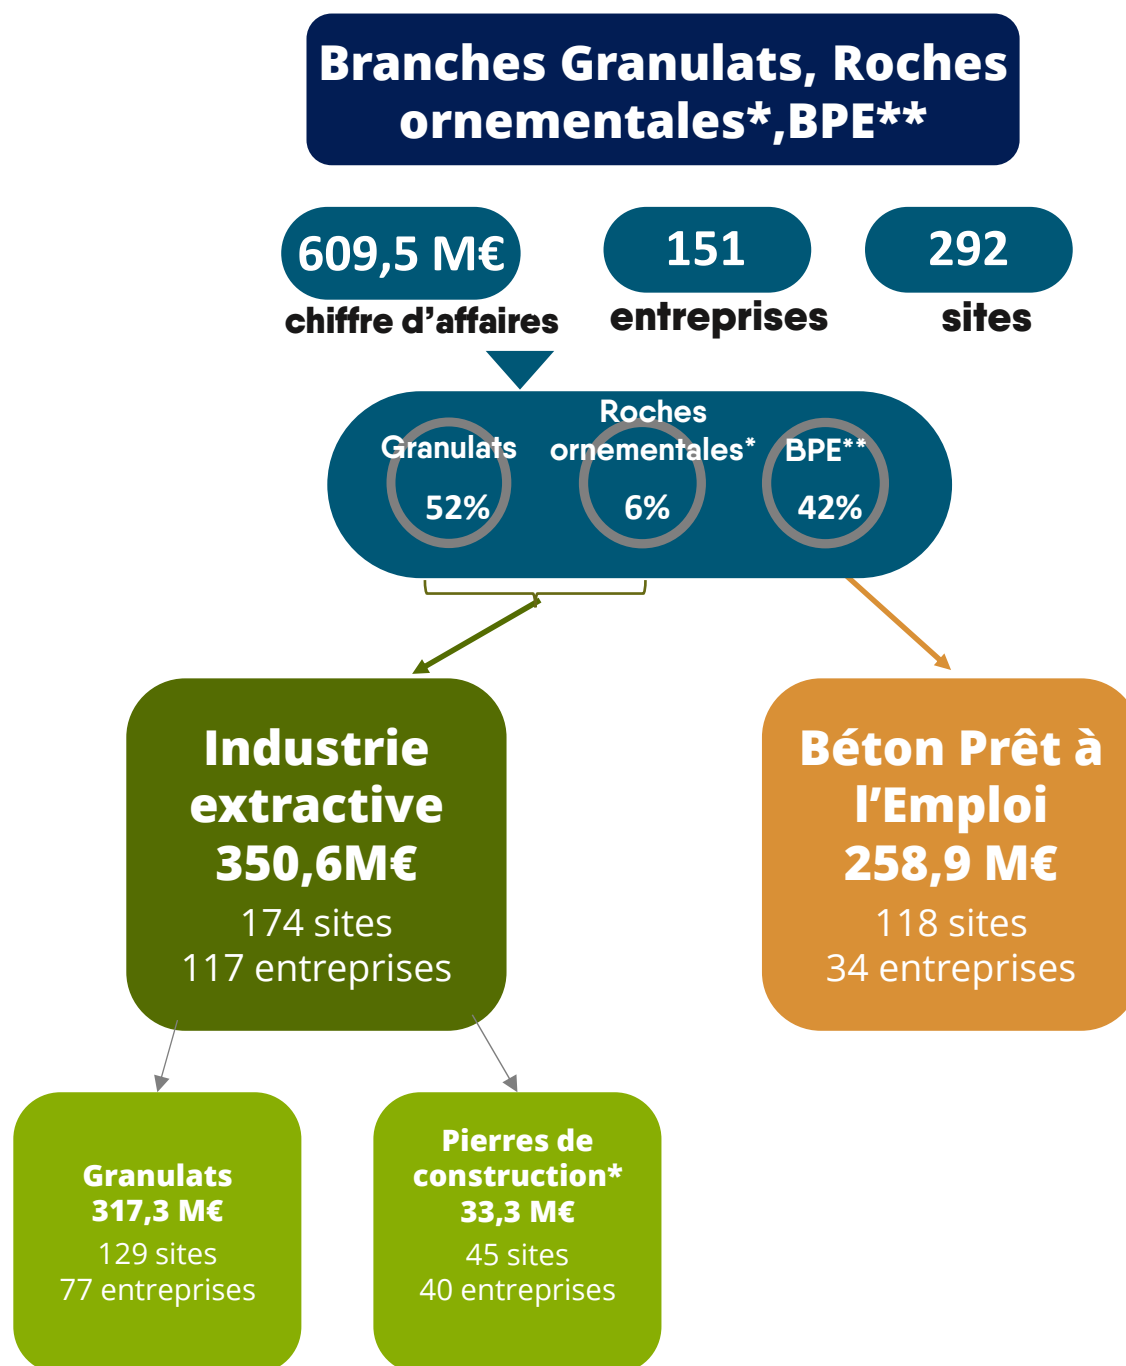 Branches Granulats, Roches
ornementales*,BPE**
609,5 M€
chiffre d’affaires
151
entreprises
292
sites
Granulats
52%
Roches
ornementales*
6%
BPE**
42%
Industrie
extractive
350,6M€
174 sites
117 entreprises
Béton Prêt à
l’Emploi
258,9 M€
118 sites
34 entreprises
Granulats
317,3 M€
129 sites
77 entreprises
Pierres de
construction*
33,3 M€
45 sites
40 entreprises